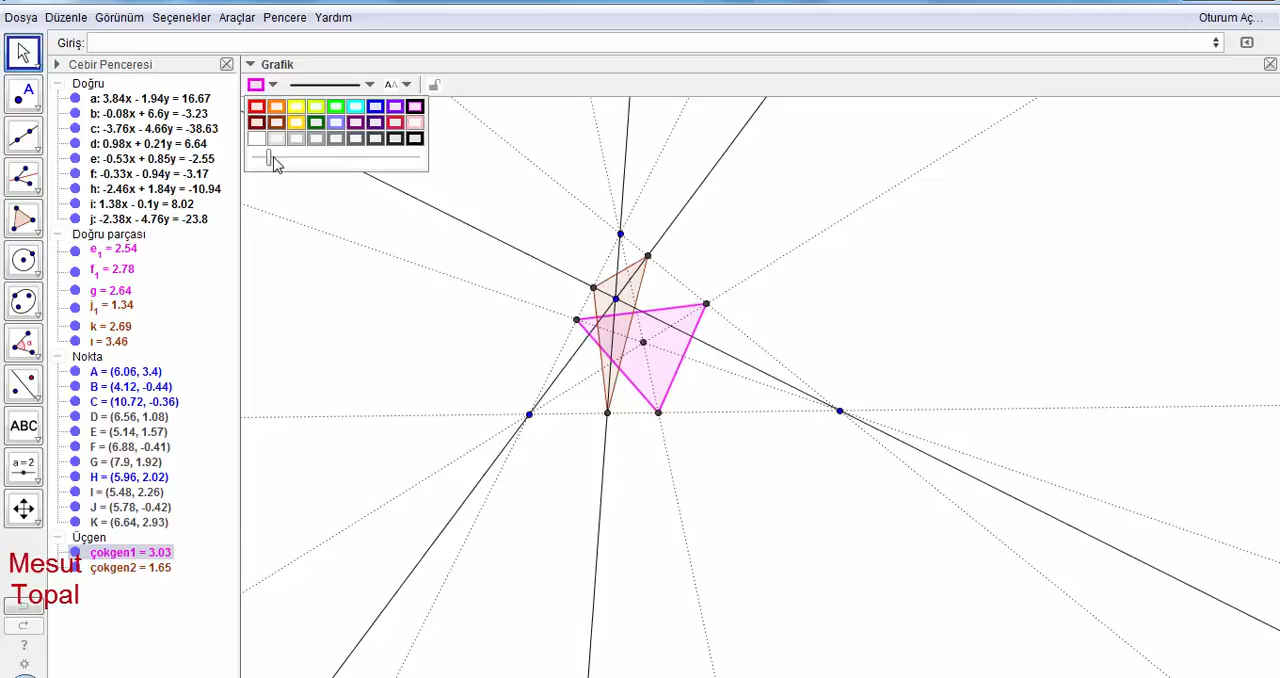 Dosya Düzenle Görünüm Seçenekler Araçlar Pencere Yardım Oturum Aç...
Giriş:
Cebir Penceresi
Grafik
Doğru
a: 3.84x - 1.94y = 16.67
b: -0.08x + 6.6y = -3.23
c: -3.76x - 4.66y = -38.63
d: 0.98x + 0.21y = 6.64
e: -0.53x + 0.85y = -2.55
f: -0.33x - 0.94y = -3.17
h: -2.46x + 1.84y = -10.94
i: 1.38x - 0.1y = 8.02
j: -2.38x - 4.76y = -23.8
Doğru parçası
e1 = 2.54
f1 = 2.78
g = 2.64
j1 = 1.34
k = 2.69
ı = 3.46
Nokta
A = (6.06, 3.4)
B = (4.12, -0.44)
C = (10.72, -0.36)
D = (6.56, 1.08)
E = (5.14, 1.57)
F = (6.88, -0.41)
G = (7.9, 1.92)
H = (5.96, 2.02)
I = (5.48, 2.26)
J = (5.78, -0.42)
K = (6.64, 2.93)
Üçgen
çokgen1 = 3.03
çokgen2 = 1.65
A
α
ABC
a=2
AA
Mesut
Topal
?